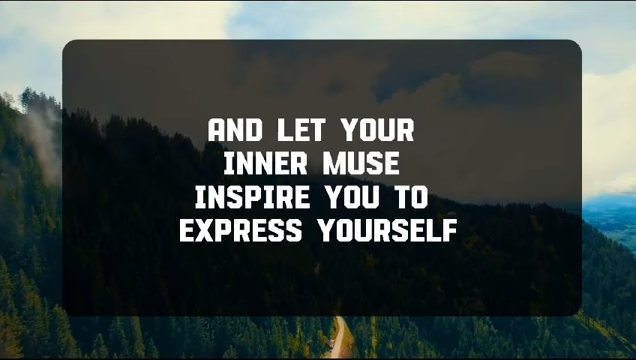 AND LET YOUR
INNER MUSE
INSPIRE YOU TO
EXPRESS YOURSELF